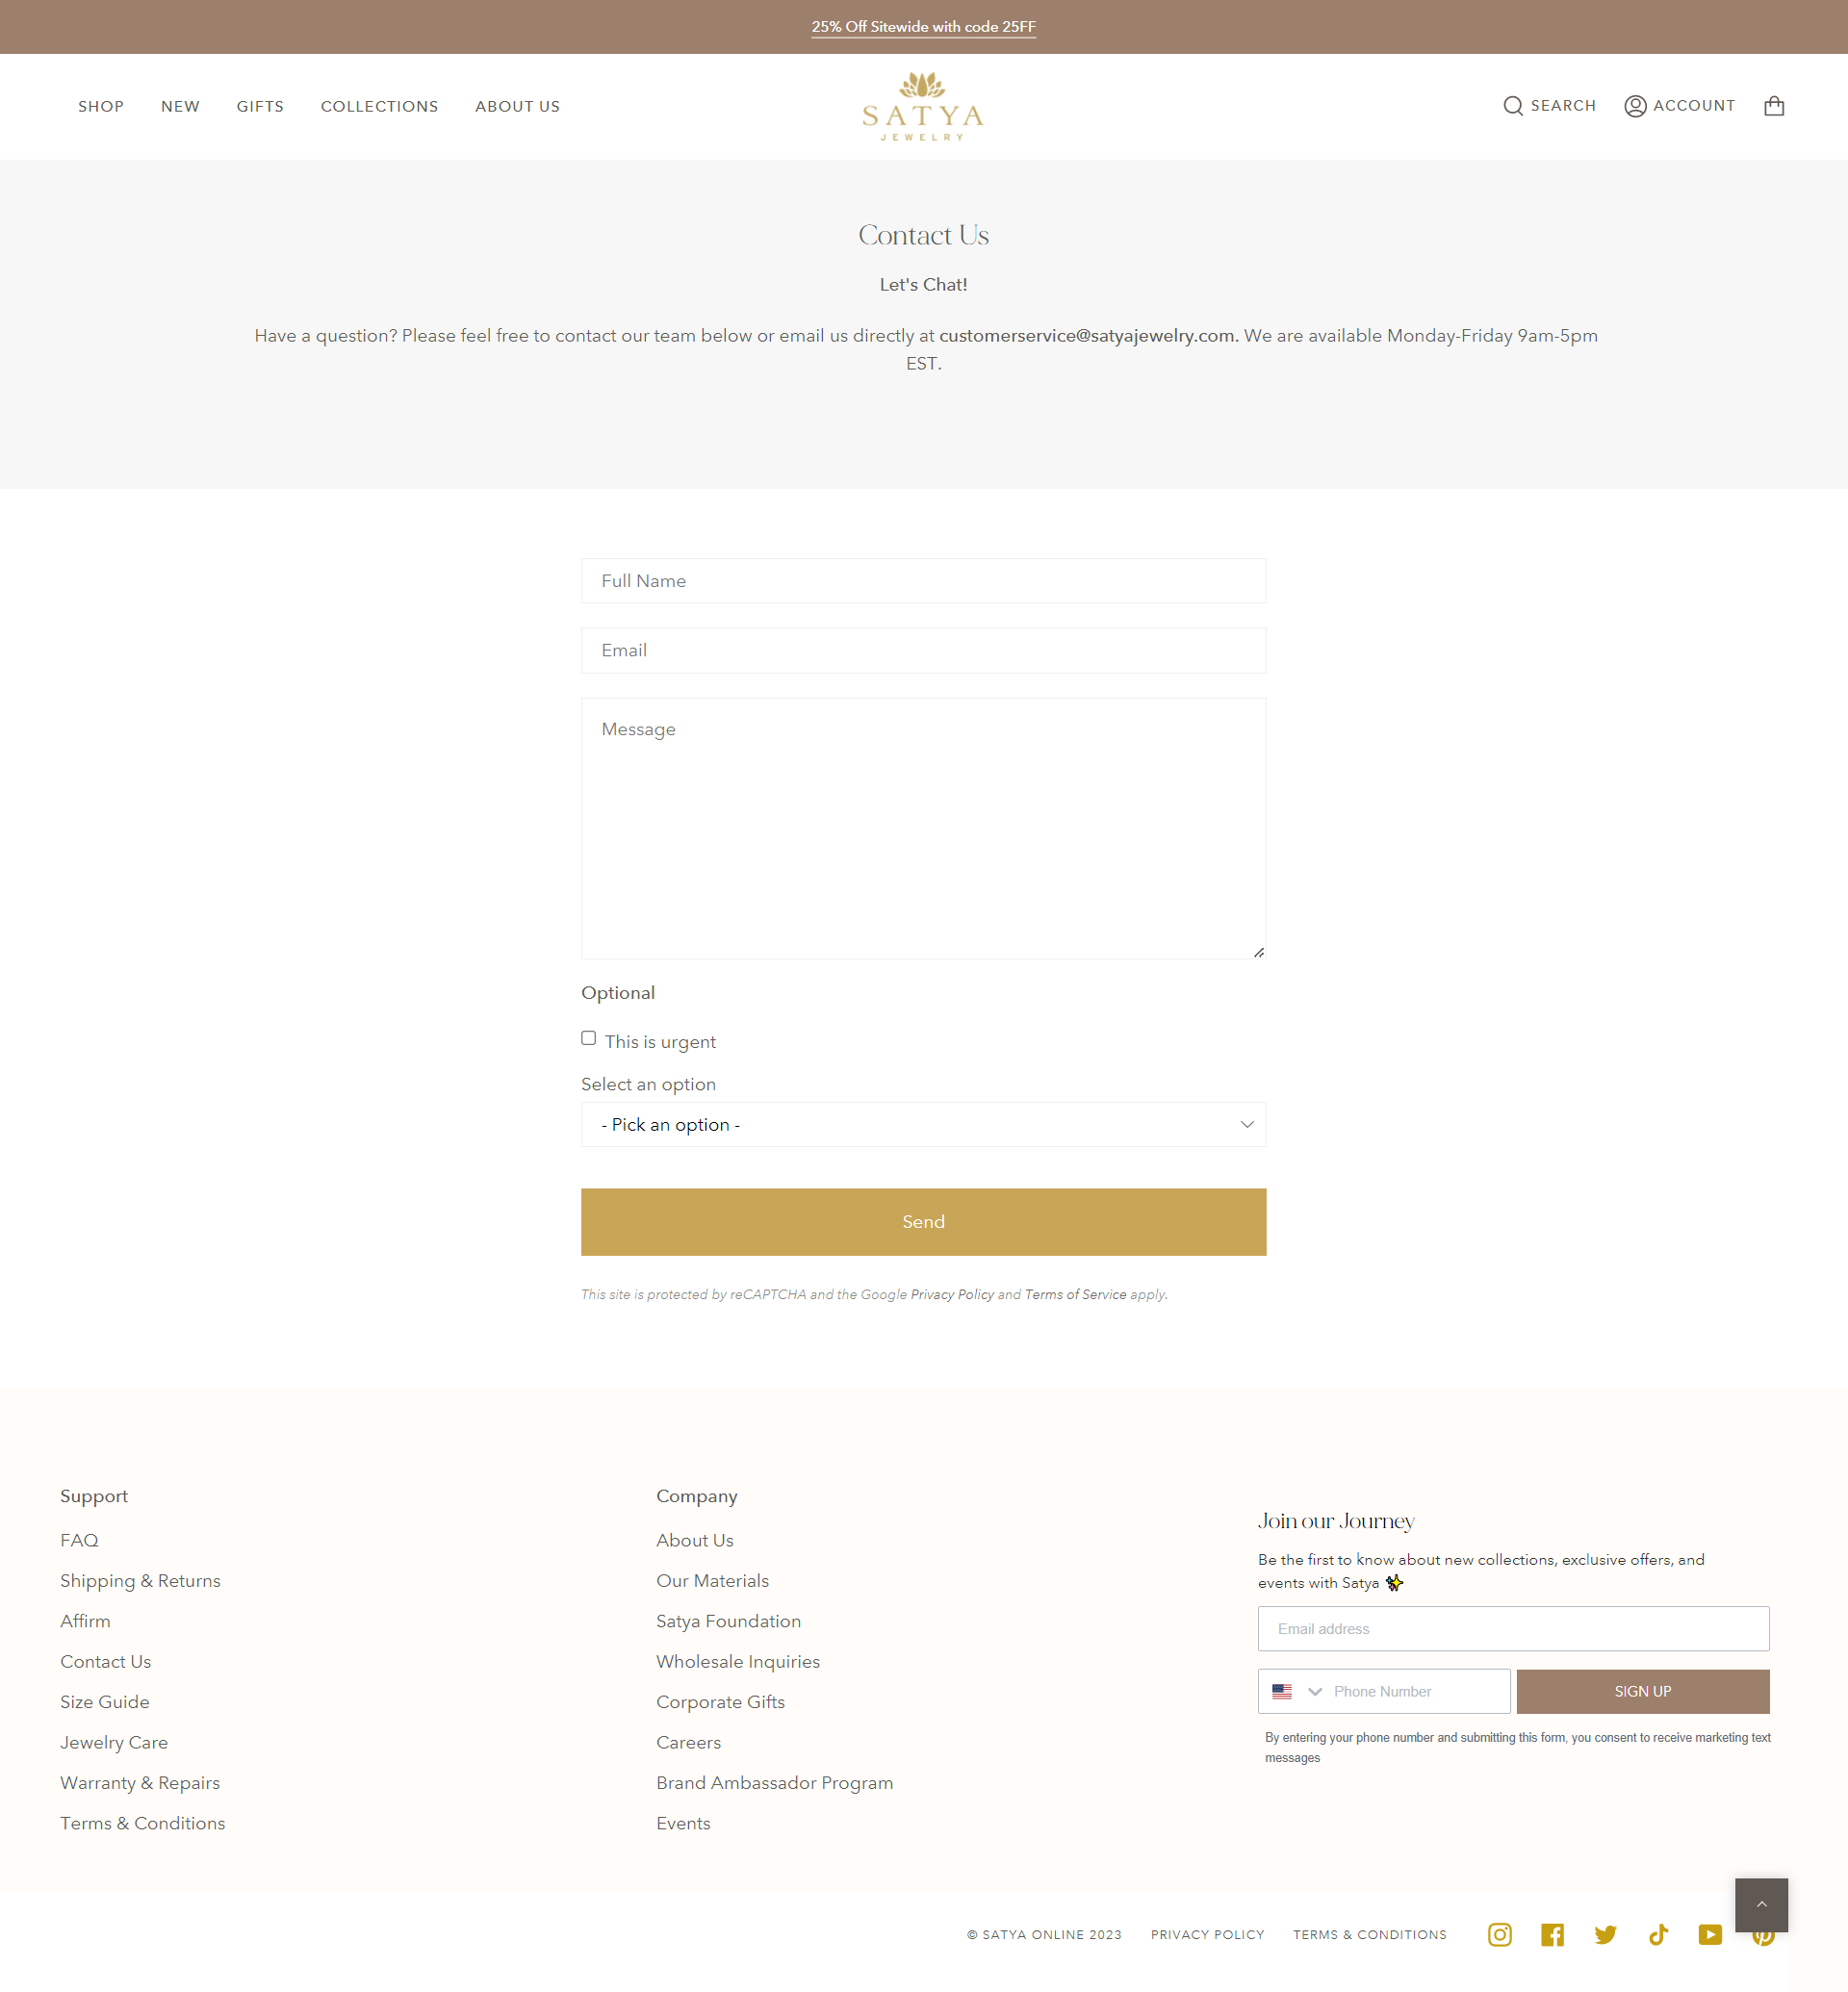 25% Off Sitewide with code 25FF
SHOP NEW GIFTS COLLECTIONS ABOUT US
SATYA
JEWELRY
SEARCH ACCOUNT
Contact Us
Let's Chat!
Have a question? Please feel free to contact our team below or email us directly at customerservice@satyajewelry.com. We are available Monday-Friday 9am-5pm
EST.
Full Name
Email
Message
Optional
This is urgent
Select an option
- Pick an option -
Send
This site is protected by reCAPTCHA and the Google Privacy Policy and Terms of Service apply.
Support
FAQ
Shipping & Returns
Affirm
Contact Us
Size Guide
Jewelry Care
Warranty & Repairs
Terms & Conditions
Company
About Us
Our Materials
Satya Foundation
Wholesale Inquiries
Corporate Gifts
Careers
Brand Ambassador Program
Events
Join our Journey
Be the first to know about new collections, exclusive offers, and
events with Satya ✨
Email address
Phone Number
SIGN UP
By entering your phone number and submitting this form, you consent to receive marketing text
messages
© SATYA ONLINE 2023 PRIVACY POLICY TERMS & CONDITIONS